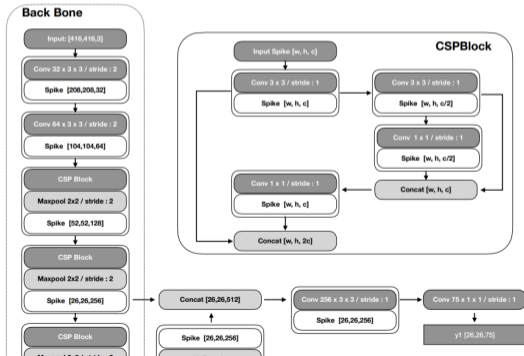 Back Bone
Input: [416,416,3]
Conv 32 x 3 x 3 / stride : 2
Spike [208,208,32]
Conv 64 x 3 x 3 / stride : 2
Spike [104,104,64]
CSP Block
Maxpool 2x2 / stride : 2
Spike [52,52,128]
CSP Block
Maxpool 2x2 / stride : 2
Spike [26,26,256]
CSP Block
CSPBlock
Input Spike [w, h, c]
Conv 3 x 3 / stride : 1
Spike [w, h, c]
Conv 3 x 3 / stride : 1
Spike [w, h, c/2]
Conv 1 x 1 / stride : 1
Spike [w, h, c/2]
Concat [w, h, c]
Conv 1 x 1 / stride : 1
Spike [w, h, c]
Concat [w, h, 2c]
Concat [26,26,512]
Spike [26,26,256]
Conv 256 x 3 x 3 / stride : 1
Spike [26,26,256]
Conv 75 x 1 x 1 / stride : 1
y1 [26,26,75]